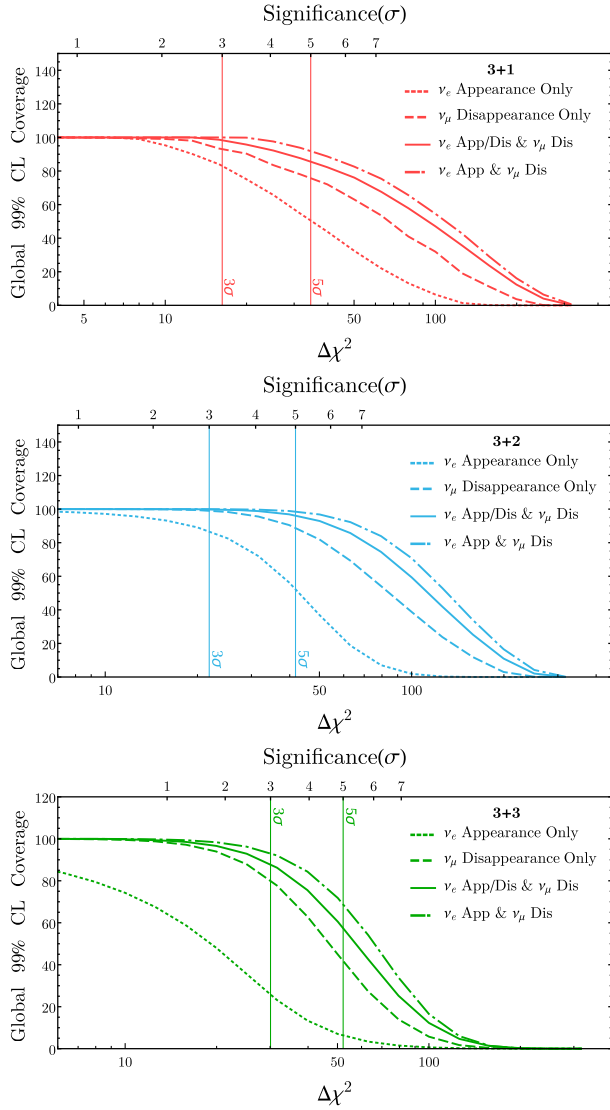 Significance(σ)
1 2 3 4 5 6 7
Global 99% CL Coverage
140
120
100
80
60
40
20
0
3+1
νe Appearance Only
νμ Disappearance Only
νe App/Dis & νμ Dis
νe App & νμ Dis
3σ
5σ
5 10 50 100
Δχ²
Significance(σ)
1 2 3 4 5 6 7
Global 99% CL Coverage
140
120
100
80
60
40
20
0
3+2
νe Appearance Only
νμ Disappearance Only
νe App/Dis & νμ Dis
νe App & νμ Dis
3σ
5σ
10 50 100
Δχ²
Significance(σ)
1 2 3 4 5 6 7
Global 99% CL Coverage
120
100
80
60
40
20
0
3σ
5σ
3+3
νe Appearance Only
νμ Disappearance Only
νe App/Dis & νμ Dis
νe App & νμ Dis
10 50 100
Δχ²